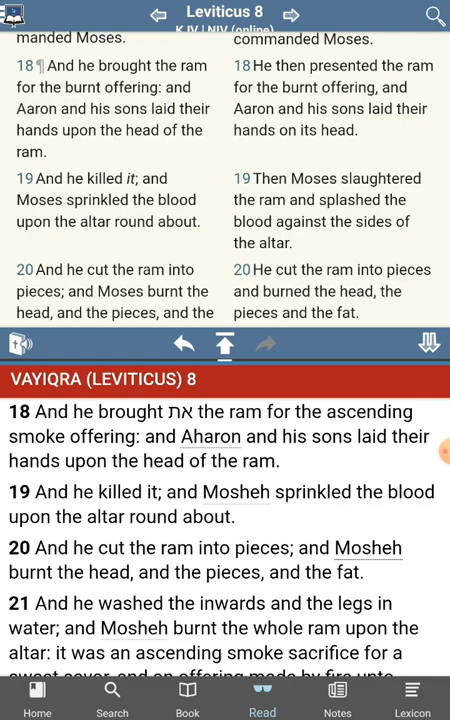 Leviticus 8
KJV | NIV (online)
manded Moses.
18¶ And he brought the ram
for the burnt offering: and
Aaron and his sons laid their
hands upon the head of the
ram.
19 And he killed it; and
Moses sprinkled the blood
upon the altar round about.
20 And he cut the ram into
pieces; and Moses burnt the
head, and the pieces, and the
commanded Moses.
18 He then presented the ram
for the burnt offering, and
Aaron and his sons laid their
hands on its head.
19 Then Moses slaughtered
the ram and splashed the
blood against the sides of
the altar.
20 He cut the ram into pieces
and burned the head, the
pieces and the fat.
VAYIQRA (LEVITICUS) 8
18 And he brought את the ram for the ascending
smoke offering: and Aharon and his sons laid their
hands upon the head of the ram.
19 And he killed it; and Mosheh sprinkled the blood
upon the altar round about.
20 And he cut the ram into pieces; and Mosheh
burnt the head, and the pieces, and the fat.
21 And he washed the inwards and the legs in
water; and Mosheh burnt the whole ram upon the
altar: it was an ascending smoke sacrifice for a
sweet savor, and an offering made by fire unto
Home
Search
Book
Read
Notes
Lexicon